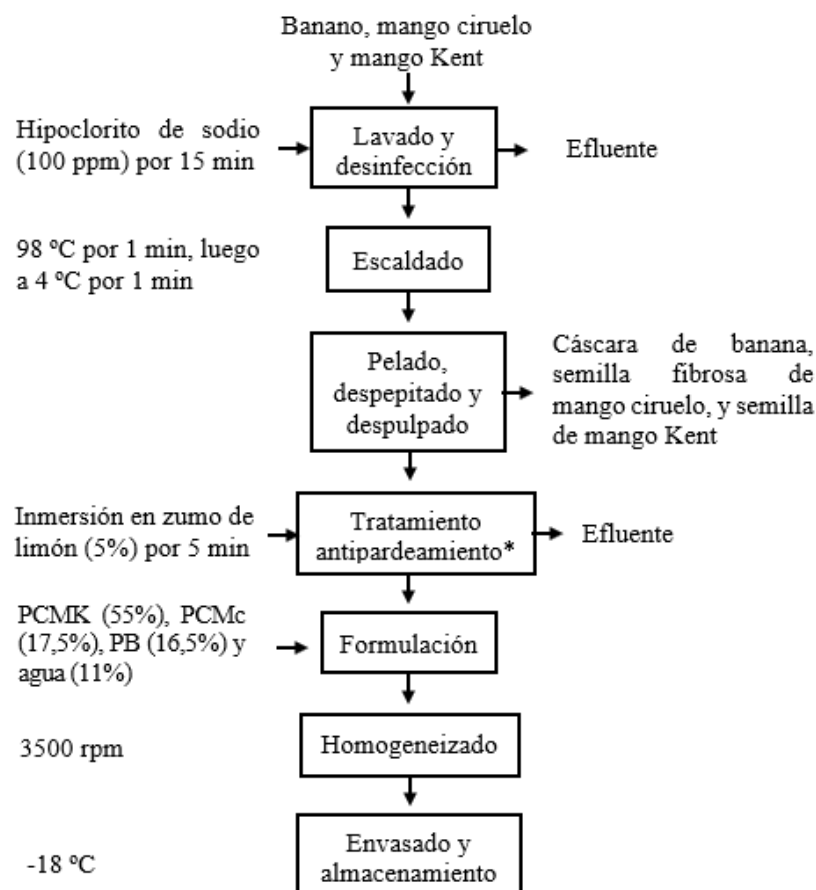 Banano, mango ciruelo
y mango Kent
Hipoclorito de sodio
(100 ppm) por 15 min
Lavado y
desinfección
Efluente
98 ºC por 1 min, luego
a 4 ºC por 1 min
Escaldado
Pelado,
despepitado y
despulpado
Cáscara de banana,
semilla fibrosa de
mango ciruelo, y semilla
de mango Kent
Inmersión en zumo de
limón (5%) por 5 min
Tratamiento
antipardeamiento*
Efluente
PCMK (55%), PCMc
(17,5%), PB (16,5%) y
agua (11%)
Formulación
3500 rpm
Homogeneizado
-18 ºC
Envasado y
almacenamiento